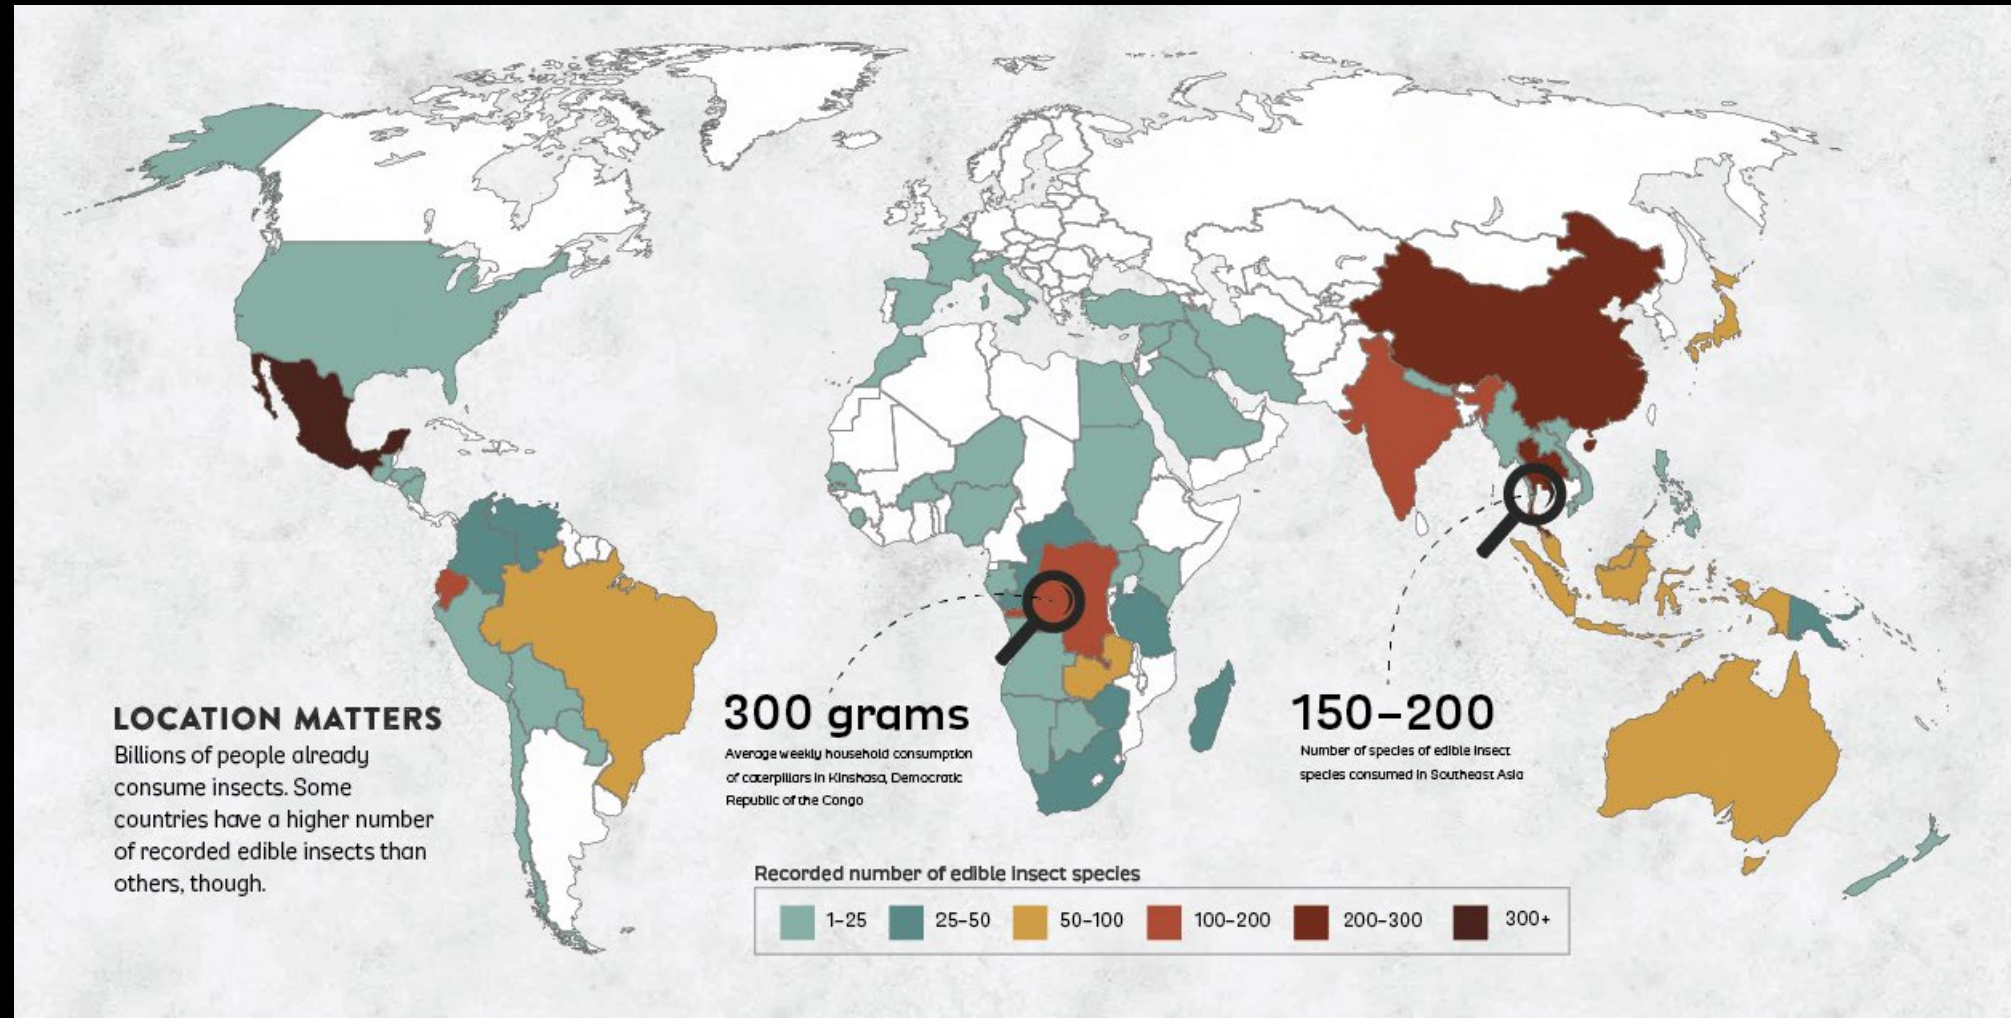 LOCATION MATTERS
Billions of people already
consume insects. Some
countries have a higher number
of recorded edible insects than
others, though.
300 grams
Average weekly household consumption
of caterpillars in Kinshasa, Democratic
Republic of the Congo
150–200
Number of species of edible insect
species consumed in Southeast Asia
Recorded number of edible insect species
1–25
25–50
50–100
100–200
200–300
300+